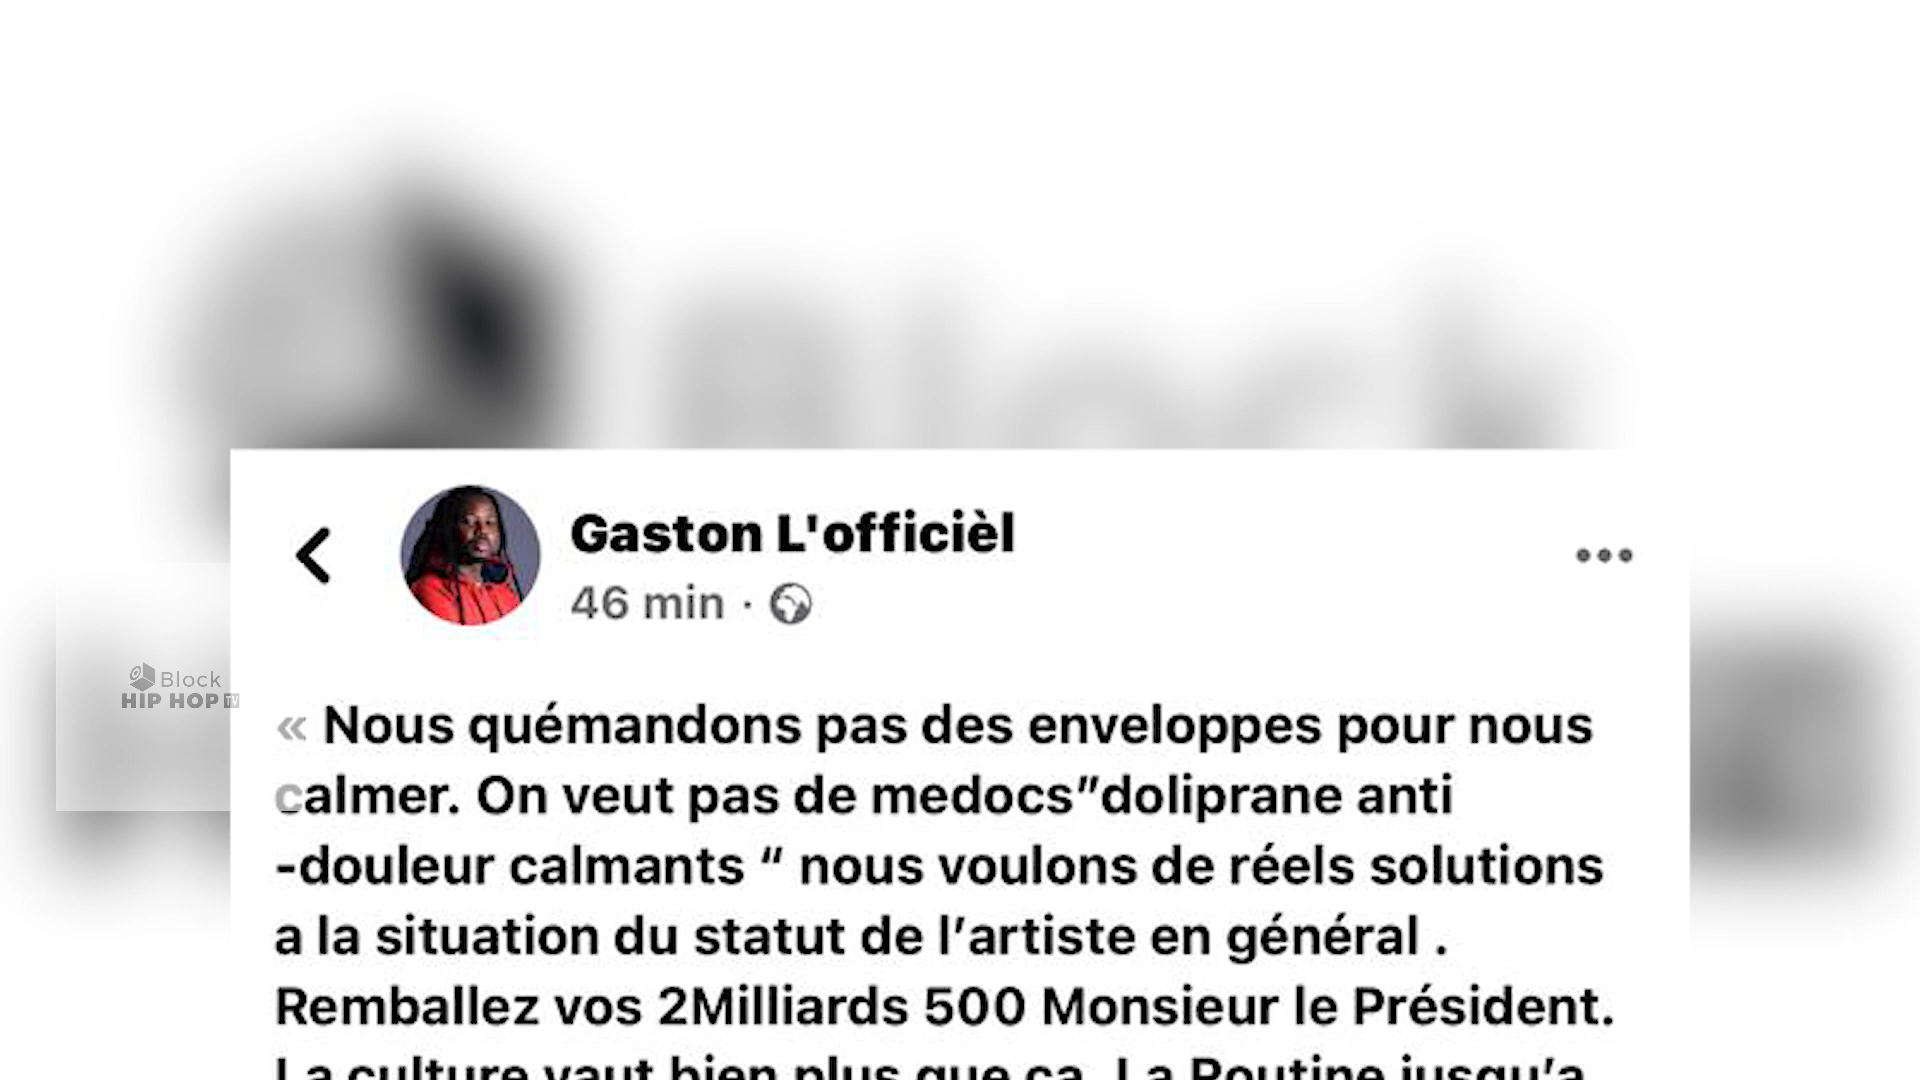 Gaston L'officièl
46 min ·
Block
HIP HOP TV
« Nous quémandons pas des enveloppes pour nous
calmer. On veut pas de medocs”doliprane anti
-douleur calmants “ nous voulons de réels solutions
a la situation du statut de l’artiste en général .
Remballez vos 2Milliards 500 Monsieur le Président.
La culture vaut bien plus que ça. La Routine jusqu’a